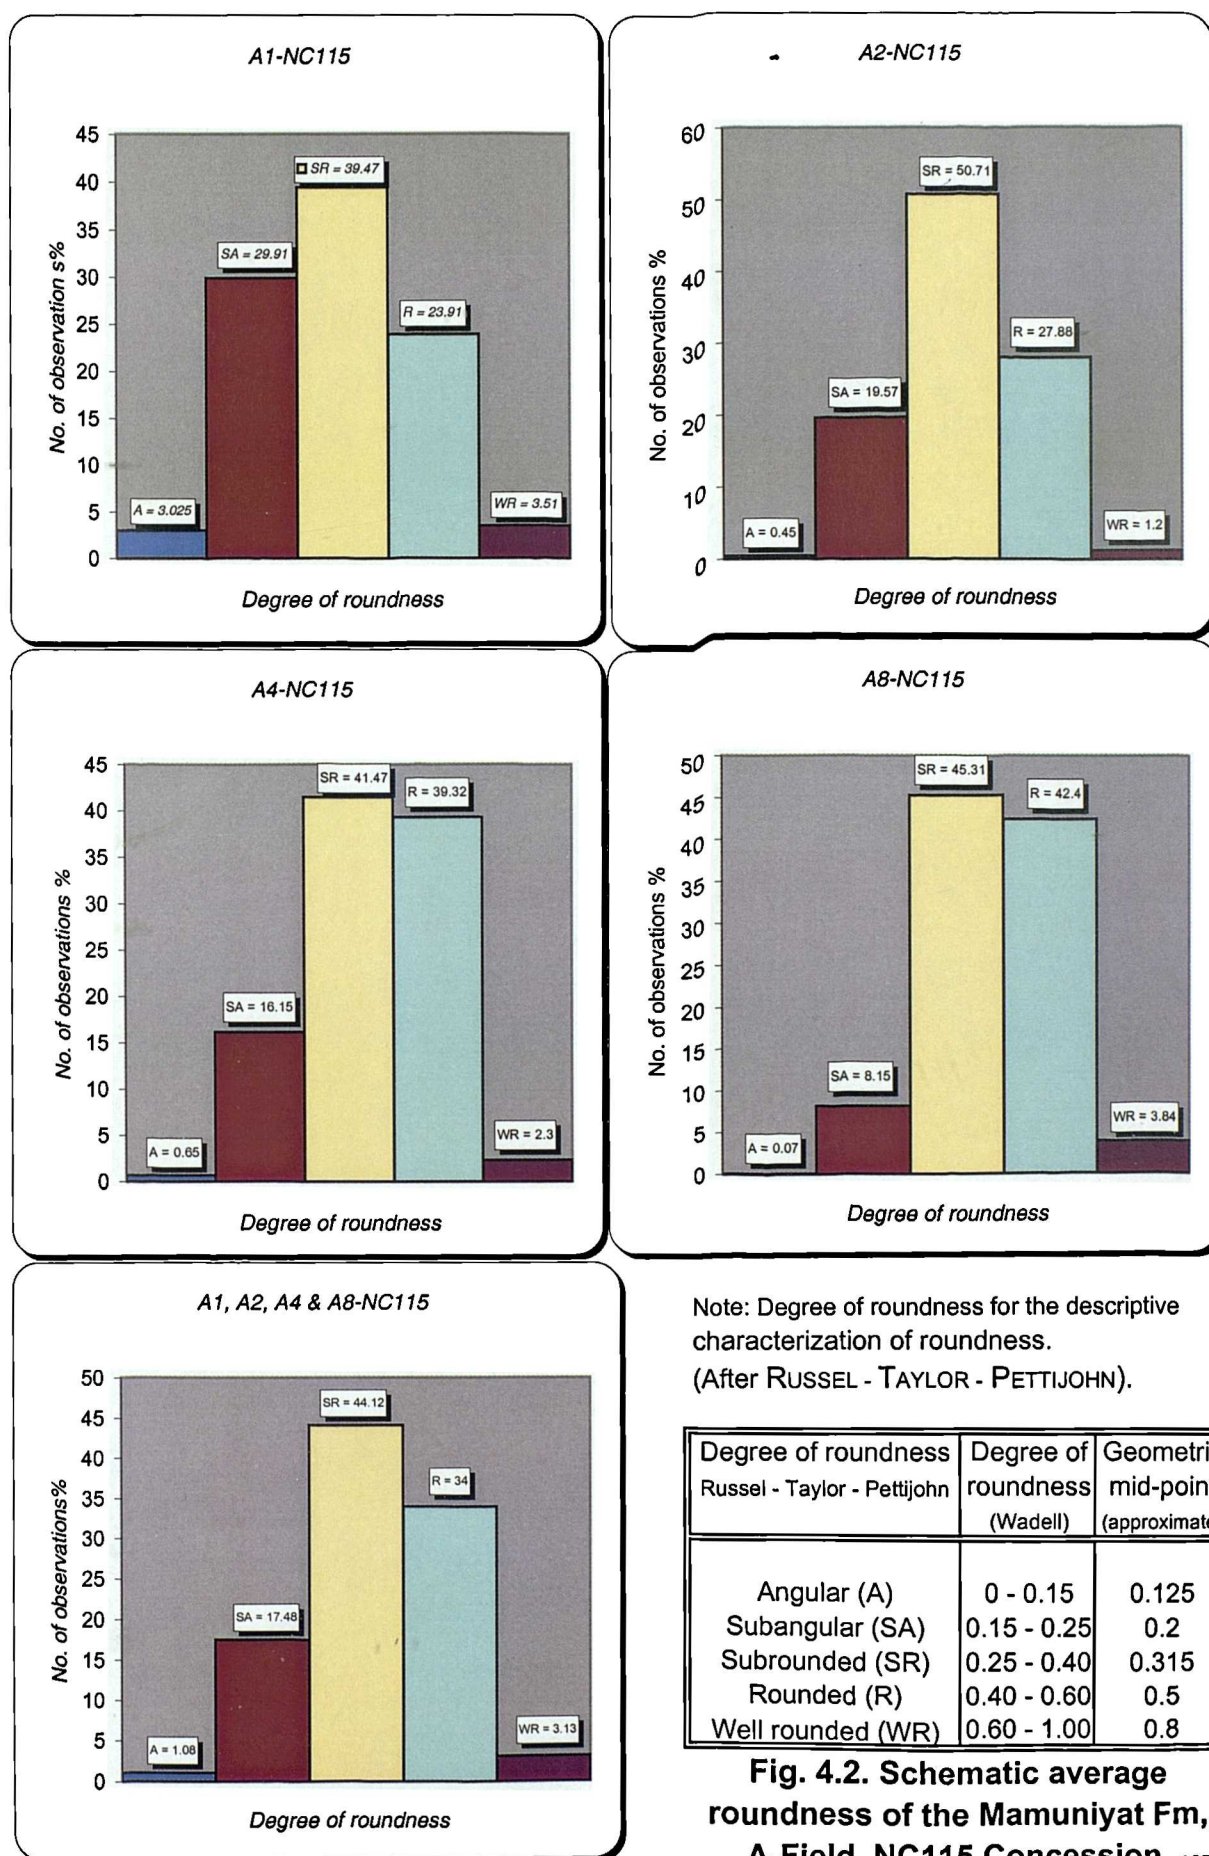 A1-NC115
45
40
35
30
25
20
15
10
5
0
No. of observation s%
A = 3.025
SA = 29.91
SR = 39.47
R = 23.91
WR = 3.51
Degree of roundness
A2-NC115
60
50
40
30
20
10
0
No. of observations %
A = 0.45
SA = 19.57
SR = 50.71
R = 27.88
WR = 1.2
Degree of roundness
A4-NC115
45
40
35
30
25
20
15
10
5
0
No. of observations %
A = 0.65
SA = 16.15
SR = 41.47
R = 39.32
WR = 2.3
Degree of roundness
A8-NC115
50
45
40
35
30
25
20
15
10
5
0
No. of observations %
A = 0.07
SA = 8.15
SR = 45.31
R = 42.4
WR = 3.84
Degree of roundness
A1, A2, A4 & A8-NC115
50
45
40
35
30
25
20
15
10
5
0
No. of observations%
A = 1.08
SA = 17.48
SR = 44.12
R = 34
WR = 3.13
Degree of roundness
Note: Degree of roundness for the descriptive
characterization of roundness.
(After RUSSEL - TAYLOR - PETTIJOHN).
Degree of roundness Degree of Geometri
Russel - Taylor - Pettijohn roundness mid-poin
(Wadell) (approximate
Angular (A) 0 - 0.15 0.125
Subangular (SA) 0.15 - 0.25 0.2
Subrounded (SR) 0.25 - 0.40 0.315
Rounded (R) 0.40 - 0.60 0.5
Well rounded (WR) 0.60 - 1.00 0.8
Fig. 4.2. Schematic average
roundness of the Mamuniyat Fm,
A-Field, NC115 Concession